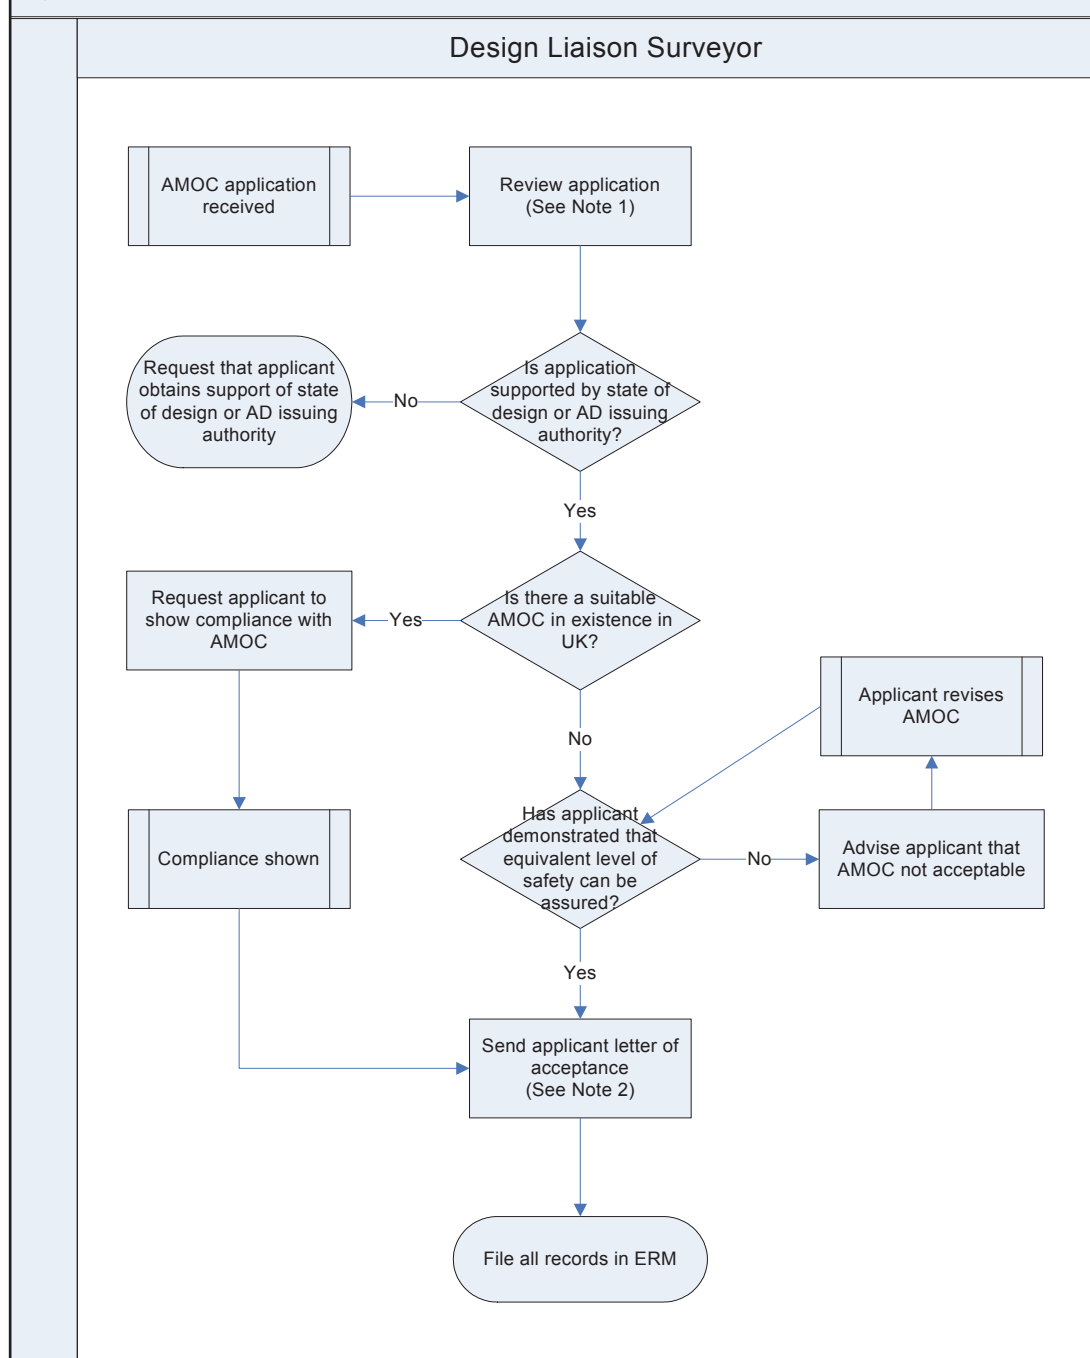 Design Liaison Surveyor
AMOC application
received
Review application
(See Note 1)
Request that applicant
obtains support of state
of design or AD issuing
authority
No
Is application
supported by state of
design or AD issuing
authority?
Yes
Request applicant to
show compliance with
AMOC
Yes
Is there a suitable
AMOC in existence in
UK?
No
Applicant revises
AMOC
Compliance shown
Has applicant
demonstrated that
equivalent level of
safety can be
assured?
No
Advise applicant that
AMOC not acceptable
Yes
Send applicant letter of
acceptance
(See Note 2)
File all records in ERM